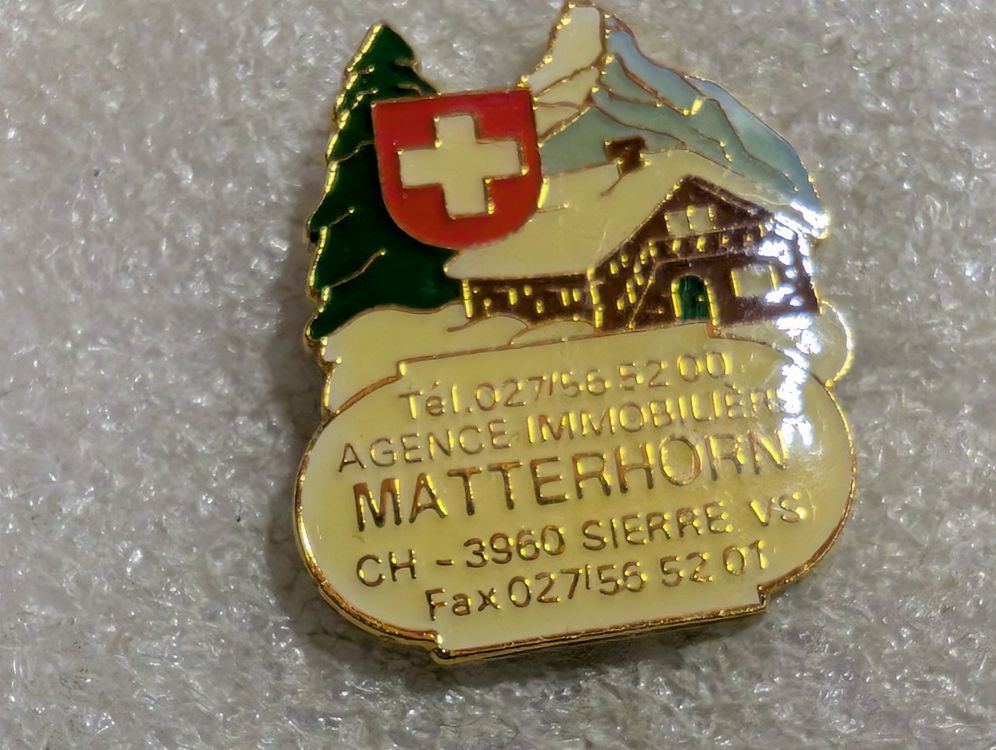 Tél.027/56 52 00
AGENCE IMMOBILIÈRE
MATTERHORN
CH - 3960 SIERRE VS
Fax 027/56 52 01